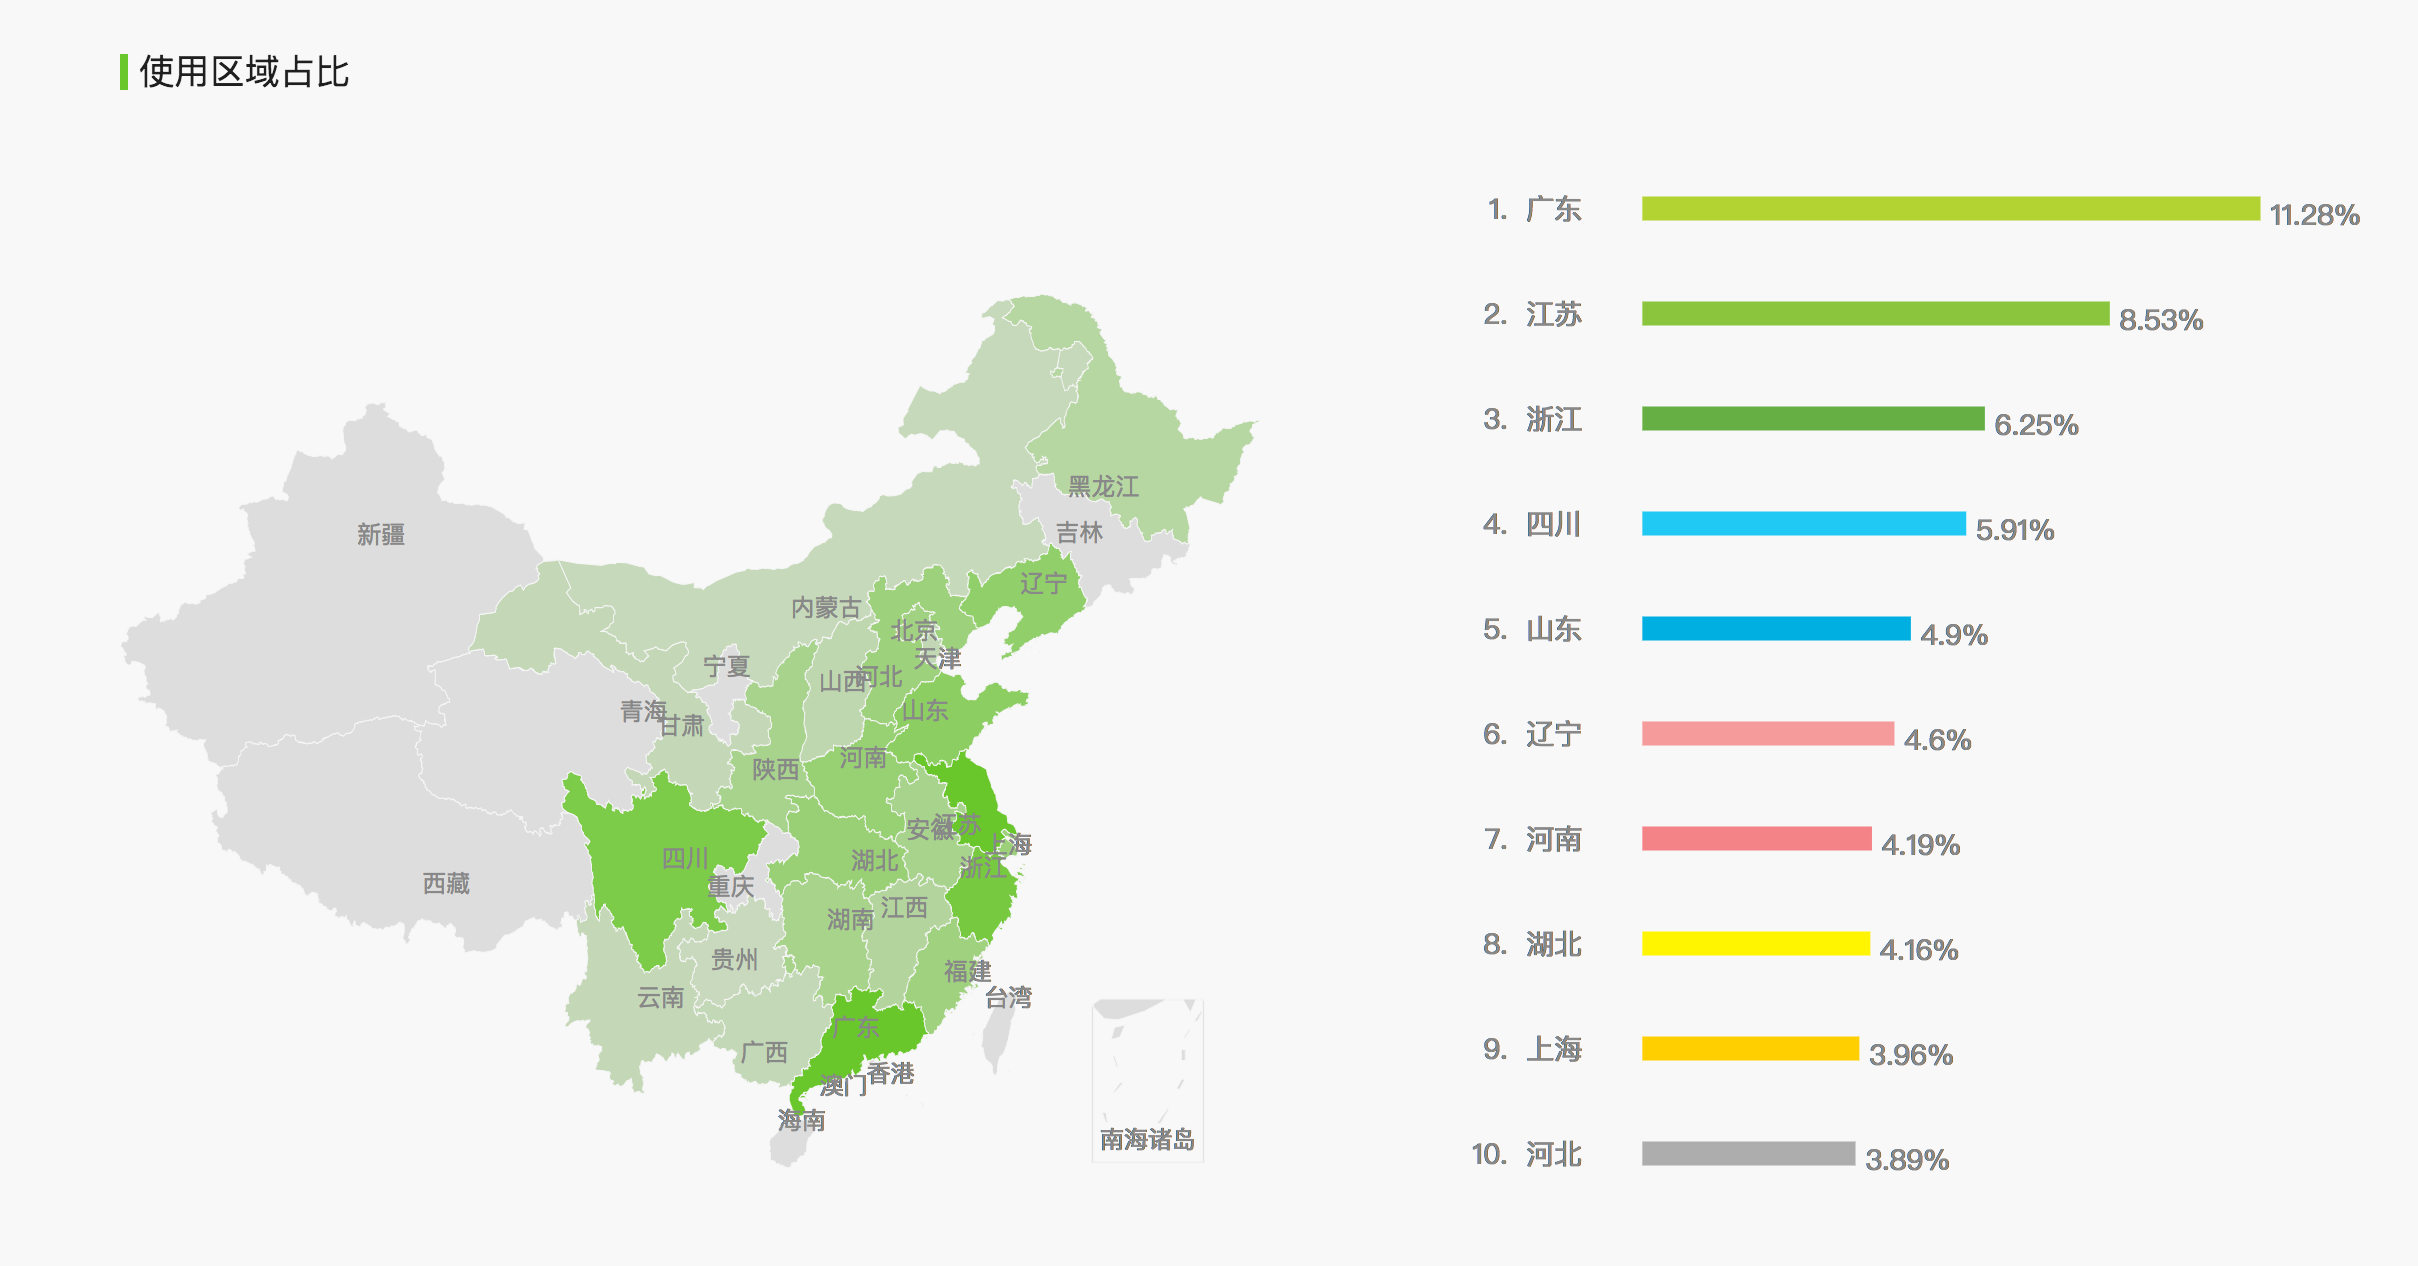 使用区域占比
黑龙江
新疆
吉林
辽宁
内蒙古
北京
天津
宁夏
河北
山西
青海
山东
甘肃
河南
陕西
江苏
安徽
上海
四川
湖北
浙江
西藏
重庆
江西
湖南
贵州
福建
云南
台湾
广东
广西
香港
澳门
海南
南海诸岛
1. 广东 11.28%
2. 江苏 8.53%
3. 浙江 6.25%
4. 四川 5.91%
5. 山东 4.9%
6. 辽宁 4.6%
7. 河南 4.19%
8. 湖北 4.16%
9. 上海 3.96%
10. 河北 3.89%